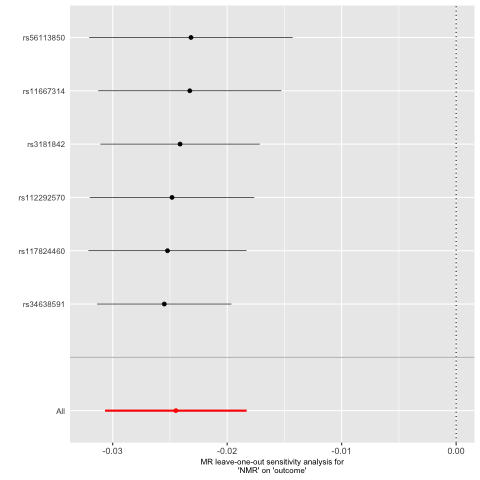 rs56113850
rs11667314
rs3181842
rs112292570
rs117824460
rs34638591
All
-0.03 -0.02 -0.01 0.00
MR leave-one-out sensitivity analysis for
'NMR' on 'outcome'